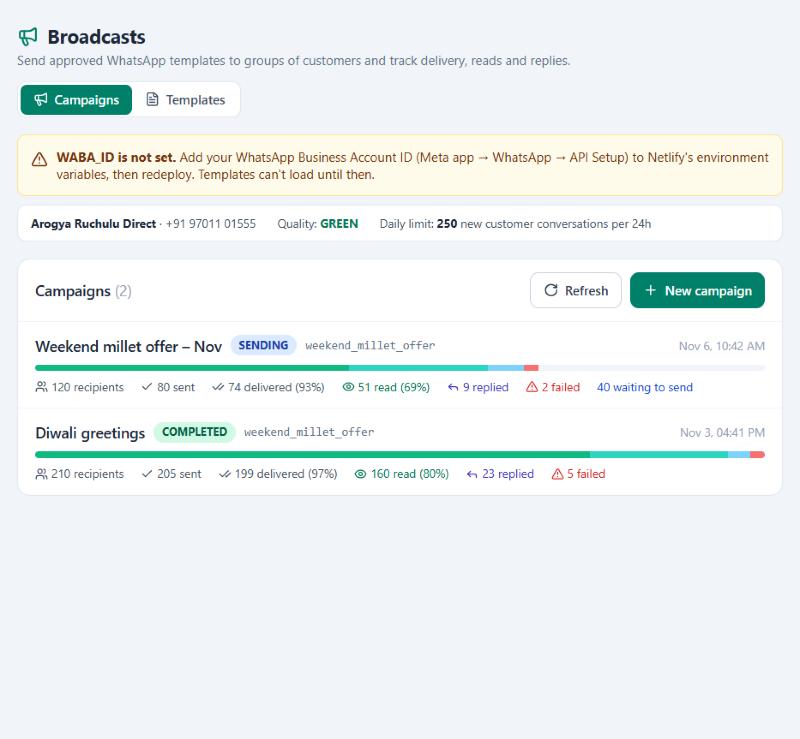 Broadcasts
Send approved WhatsApp templates to groups of customers and track delivery, reads and replies.
Campaigns Templates
WABA_ID is not set. Add your WhatsApp Business Account ID (Meta app → WhatsApp → API Setup) to Netlify's environment
variables, then redeploy. Templates can't load until then.
Arogya Ruchulu Direct · +91 97011 01555 Quality: GREEN Daily limit: 250 new customer conversations per 24h
Campaigns (2) Refresh + New campaign
Weekend millet offer – Nov SENDING weekend_millet_offer Nov 6, 10:42 AM
120 recipients 80 sent 74 delivered (93%) 51 read (69%) 9 replied 2 failed 40 waiting to send
Diwali greetings COMPLETED weekend_millet_offer Nov 3, 04:41 PM
210 recipients 205 sent 199 delivered (97%) 160 read (80%) 23 replied 5 failed